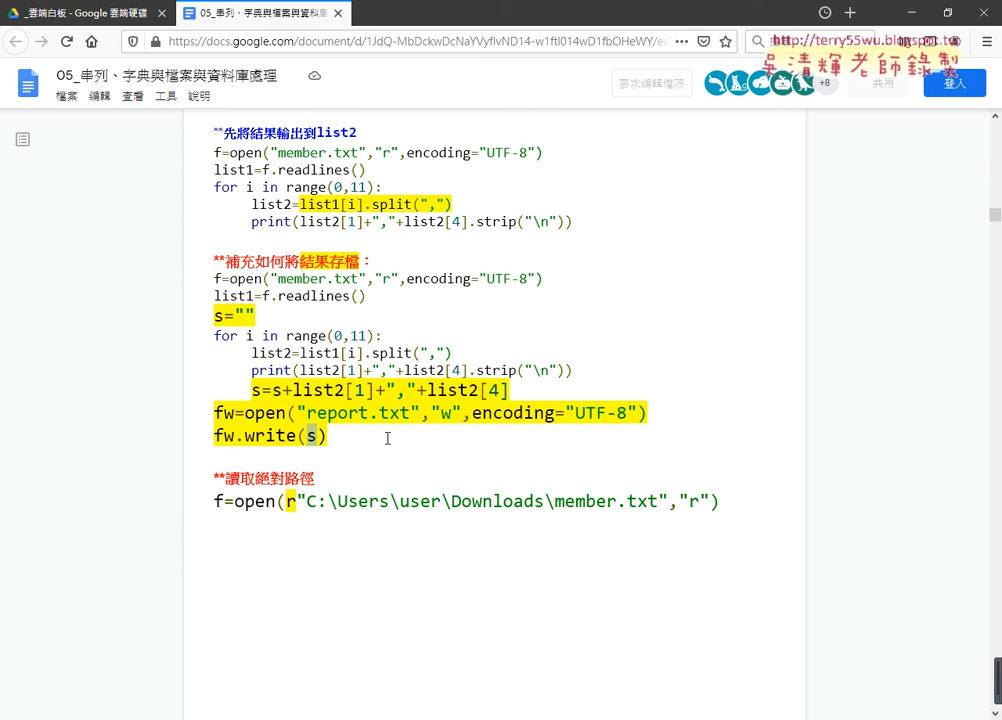 _雲端白板 - Google 雲端硬碟
05_串列、字典與檔案與資料庫
https://docs.google.com/document/d/1JdQ-MbDckwDcNaYVyflvND14-w1ftl014wD1fbOHeWY/ec
http://terry55wu.blogspot.tw
吳清輝老師錄製
05_串列、字典與檔案與資料庫處理
檔案 編輯 查看 工具 說明
要求編輯權限
+8
共用
登入
**先將結果輸出到list2
f=open("member.txt","r",encoding="UTF-8")
list1=f.readlines()
for i in range(0,11):
list2=list1[i].split(",")
print(list2[1]+","+list2[4].strip("\n"))
**補充如何將結果存檔：
f=open("member.txt","r",encoding="UTF-8")
list1=f.readlines()
s=""
for i in range(0,11):
list2=list1[i].split(",")
print(list2[1]+","+list2[4].strip("\n"))
s=s+list2[1]+","+list2[4]
fw=open("report.txt","w",encoding="UTF-8")
fw.write(s)
**讀取絕對路徑
f=open(r"C:\Users\user\Downloads\member.txt","r")